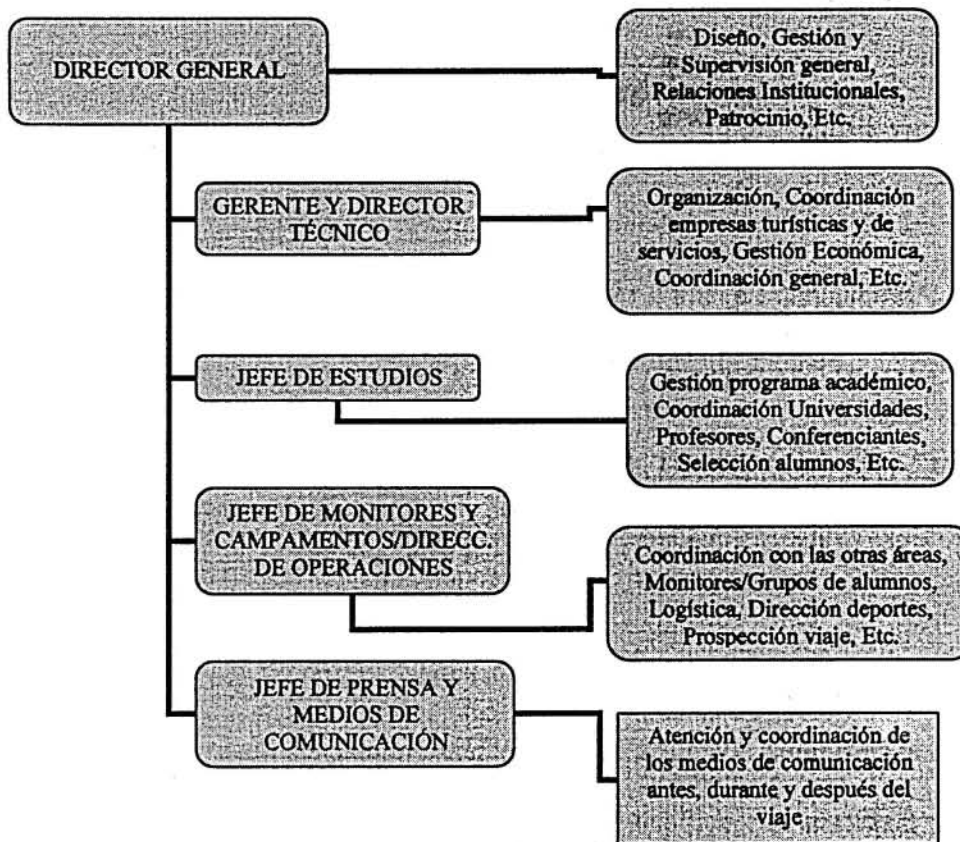 DIRECTOR GENERAL
Diseño, Gestión y
Supervisión general,
Relaciones Institucionales,
Patrocinio, Etc.
GERENTE Y DIRECTOR
TÉCNICO
Organización, Coordinación
empresas turísticas y de
servicios, Gestión Económica,
Coordinación general, Etc.
JEFE DE ESTUDIOS
Gestión programa académico,
Coordinación Universidades,
Profesores, Conferenciantes,
Selección alumnos, Etc.
JEFE DE MONITORES Y
CAMPAMENTOS/DIRECC.
DE OPERACIONES
Coordinación con las otras áreas,
Monitores/Grupos de alumnos,
Logística, Dirección deportes,
Prospección viaje, Etc.
JEFE DE PRENSA Y
MEDIOS DE
COMUNICACIÓN
Atención y coordinación de
los medios de comunicación
antes, durante y después del
viaje